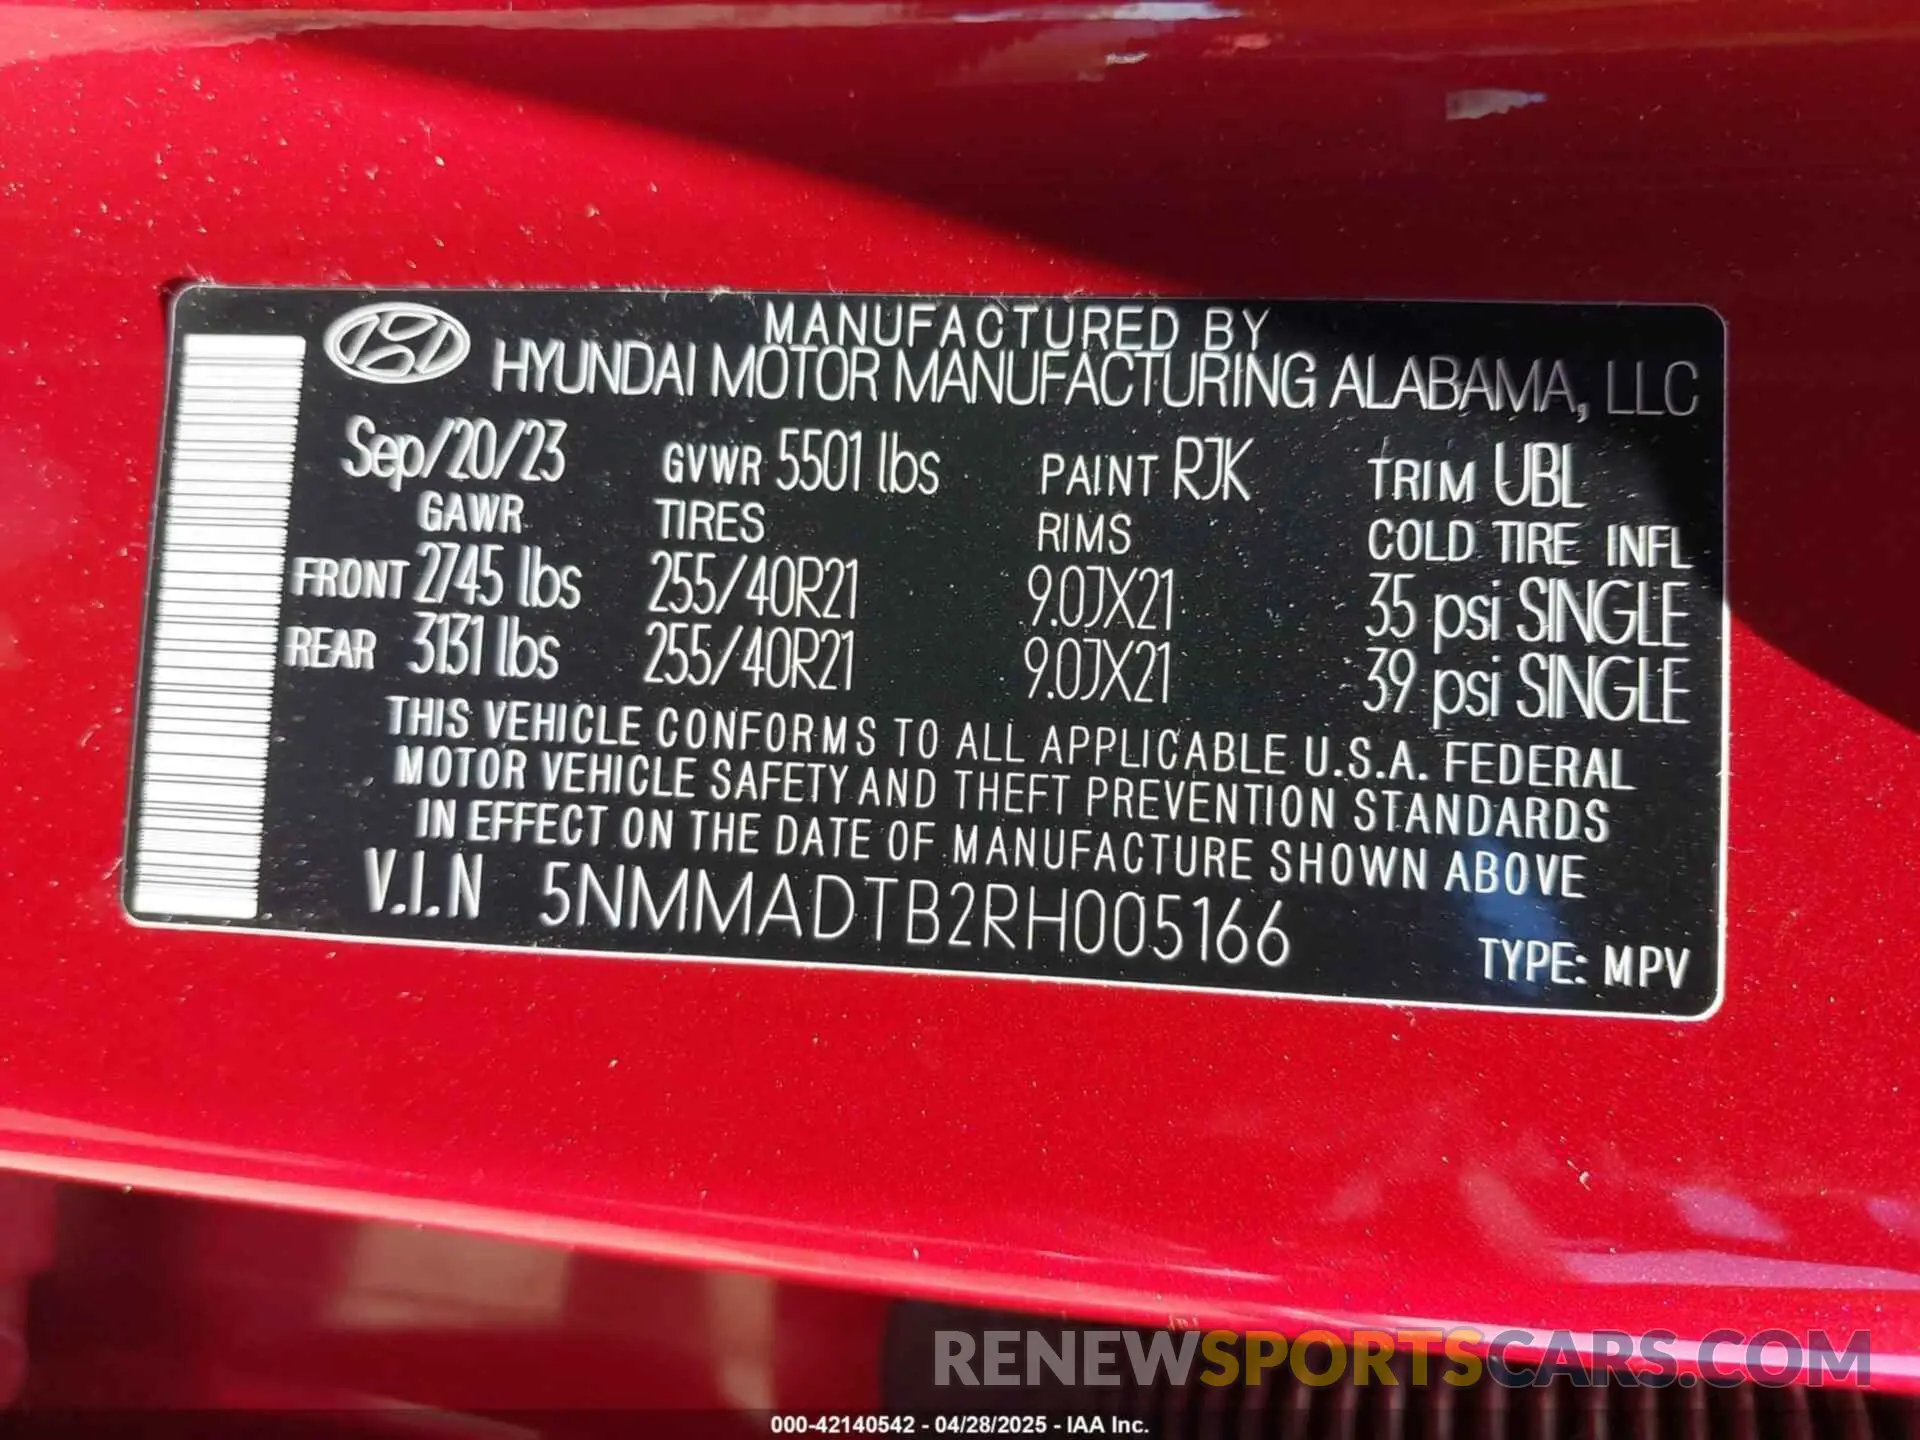 MANUFACTURED BY
HYUNDAI MOTOR MANUFACTURING ALABAMA, LLC
Sep/20/23 GVWR 5501 lbs PAINT RJK TRIM UBL
GAWR TIRES RIMS COLD TIRE INFL
FRONT 2745 lbs 255/40R21 9.0JX21 35 psi SINGLE
REAR 3131 lbs 255/40R21 9.0JX21 39 psi SINGLE
THIS VEHICLE CONFORMS TO ALL APPLICABLE U.S.A. FEDERAL
MOTOR VEHICLE SAFETY AND THEFT PREVENTION STANDARDS
IN EFFECT ON THE DATE OF MANUFACTURE SHOWN ABOVE
V.I.N 5NMMADTB2RH005166
TYPE: MPV
RENEWSPORTSCARS.COM
000-42140542 - 04/28/2025 - IAA Inc.